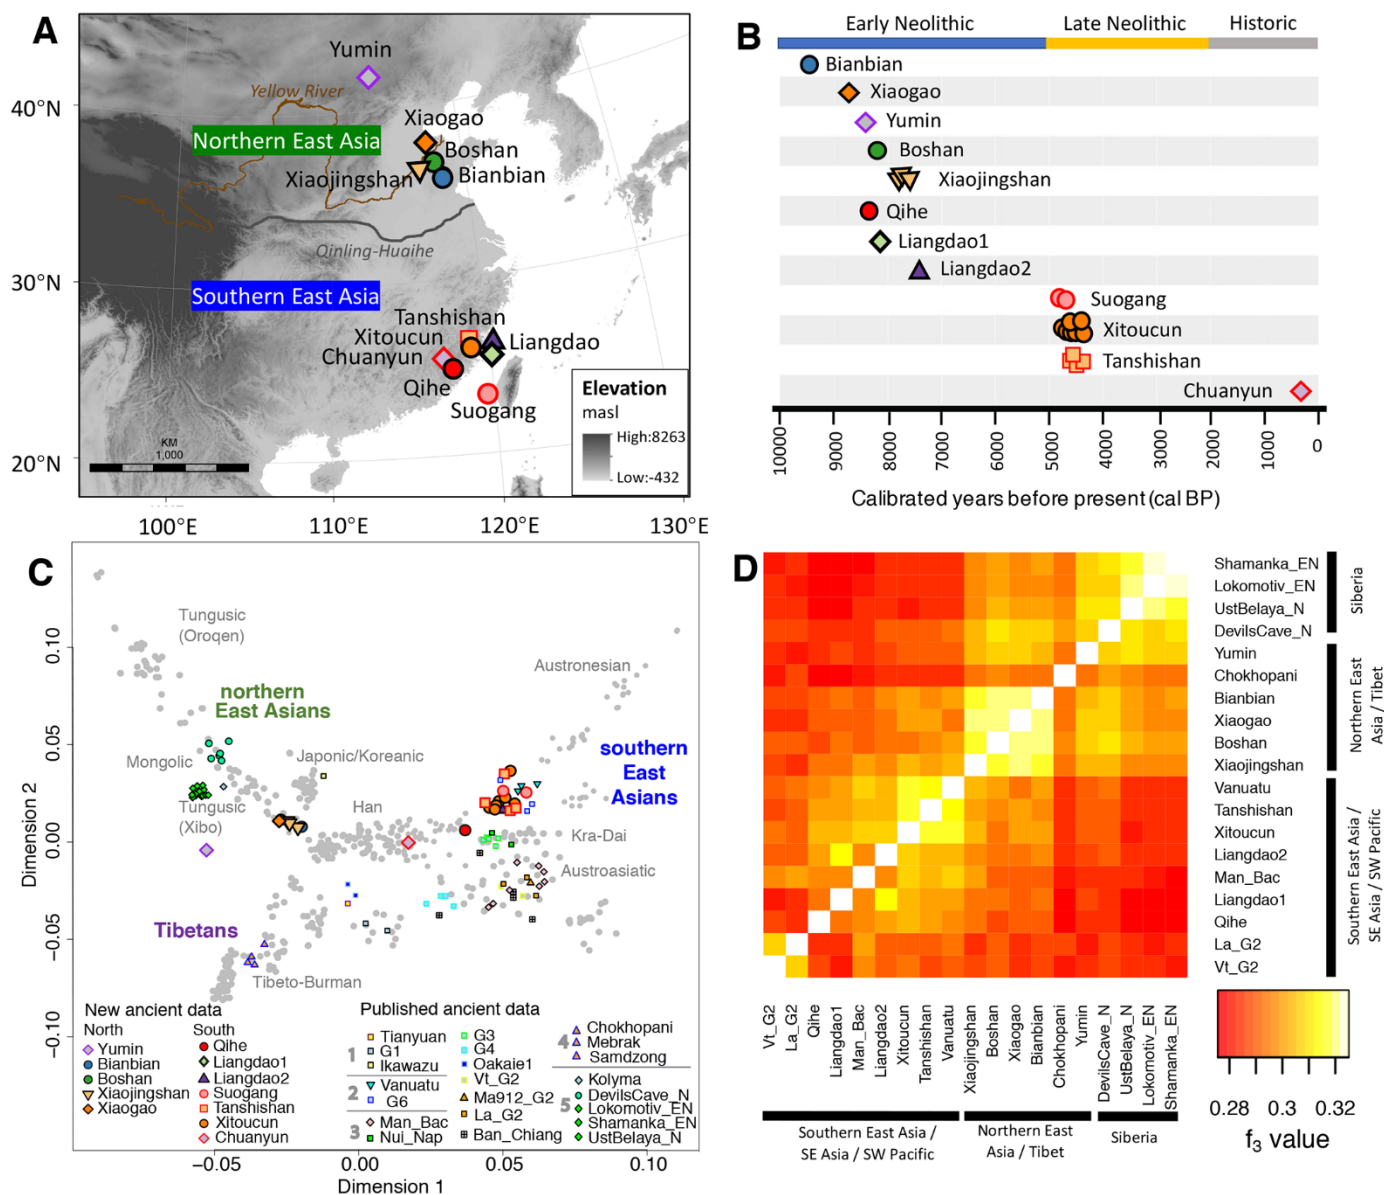 A
Yumin
Yellow River
40°N
Xiaogao
Northern East Asia
Boshan
Xiaojingshan
Bianbian
Qinling-Huaihe
30°N
Southern East Asia
Tanshishan
Xitoucun
Liangdao
Chuanyun
Qihe
Suogang
Elevation
masl
High:8263
Low:-432
KM
1,000
20°N
100°E
110°E
120°E
130°E
B
Early Neolithic
Late Neolithic
Historic
Bianbian
Xiaogao
Yumin
Boshan
Xiaojingshan
Qihe
Liangdao1
Liangdao2
Suogang
Xitoucun
Tanshishan
Chuanyun
10000
9000
8000
7000
6000
5000
4000
3000
2000
1000
0
Calibrated years before present (cal BP)
C
Tungusic
(Oroqen)
northern
East Asians
Austronesian
Mongolic
Japonic/Koreanic
southern
East
Asians
Tungusic
(Xibo)
Han
Kra-Dai
Austroasiatic
Tibetans
Tibeto-Burman
0.10
0.05
0.00
−0.05
−0.10
Dimension 2
New ancient data
North
Yumin
Bianbian
Boshan
Xiaojingshan
Xiaogao
South
Qihe
Liangdao1
Liangdao2
Suogang
Tanshishan
Xitoucun
Chuanyun
Published ancient data
1
Tianyuan
G1
Ikawazu
2
Vanuatu
G6
3
Man_Bac
Nui_Nap
G3
G4
Oakaie1
Vt_G2
Ma912_G2
La_G2
Ban_Chiang
4
Chokhopani
Mebrak
Samdzong
5
Kolyma
DevilsCave_N
Lokomotiv_EN
Shamanka_EN
UstBelaya_N
−0.05
0.00
0.05
0.10
Dimension 1
D
Shamanka_EN
Lokomotiv_EN
UstBelaya_N
DevilsCave_N
Yumin
Chokhopani
Bianbian
Xiaogao
Boshan
Xiaojingshan
Vanuatu
Tanshishan
Xitoucun
Liangdao2
Man_Bac
Liangdao1
Qihe
La_G2
Vt_G2
Siberia
Northern East
Asia / Tibet
Southern East Asia /
SE Asia / SW Pacific
Vt_G2
La_G2
Qihe
Liangdao1
Man_Bac
Liangdao2
Xitoucun
Tanshishan
Vanuatu
Xiaojingshan
Boshan
Xiaogao
Bianbian
Chokhopani
Yumin
DevilsCave_N
UstBelaya_N
Lokomotiv_EN
Shamanka_EN
Southern East Asia /
SE Asia / SW Pacific
Northern East
Asia / Tibet
Siberia
0.28
0.3
0.32
f3 value